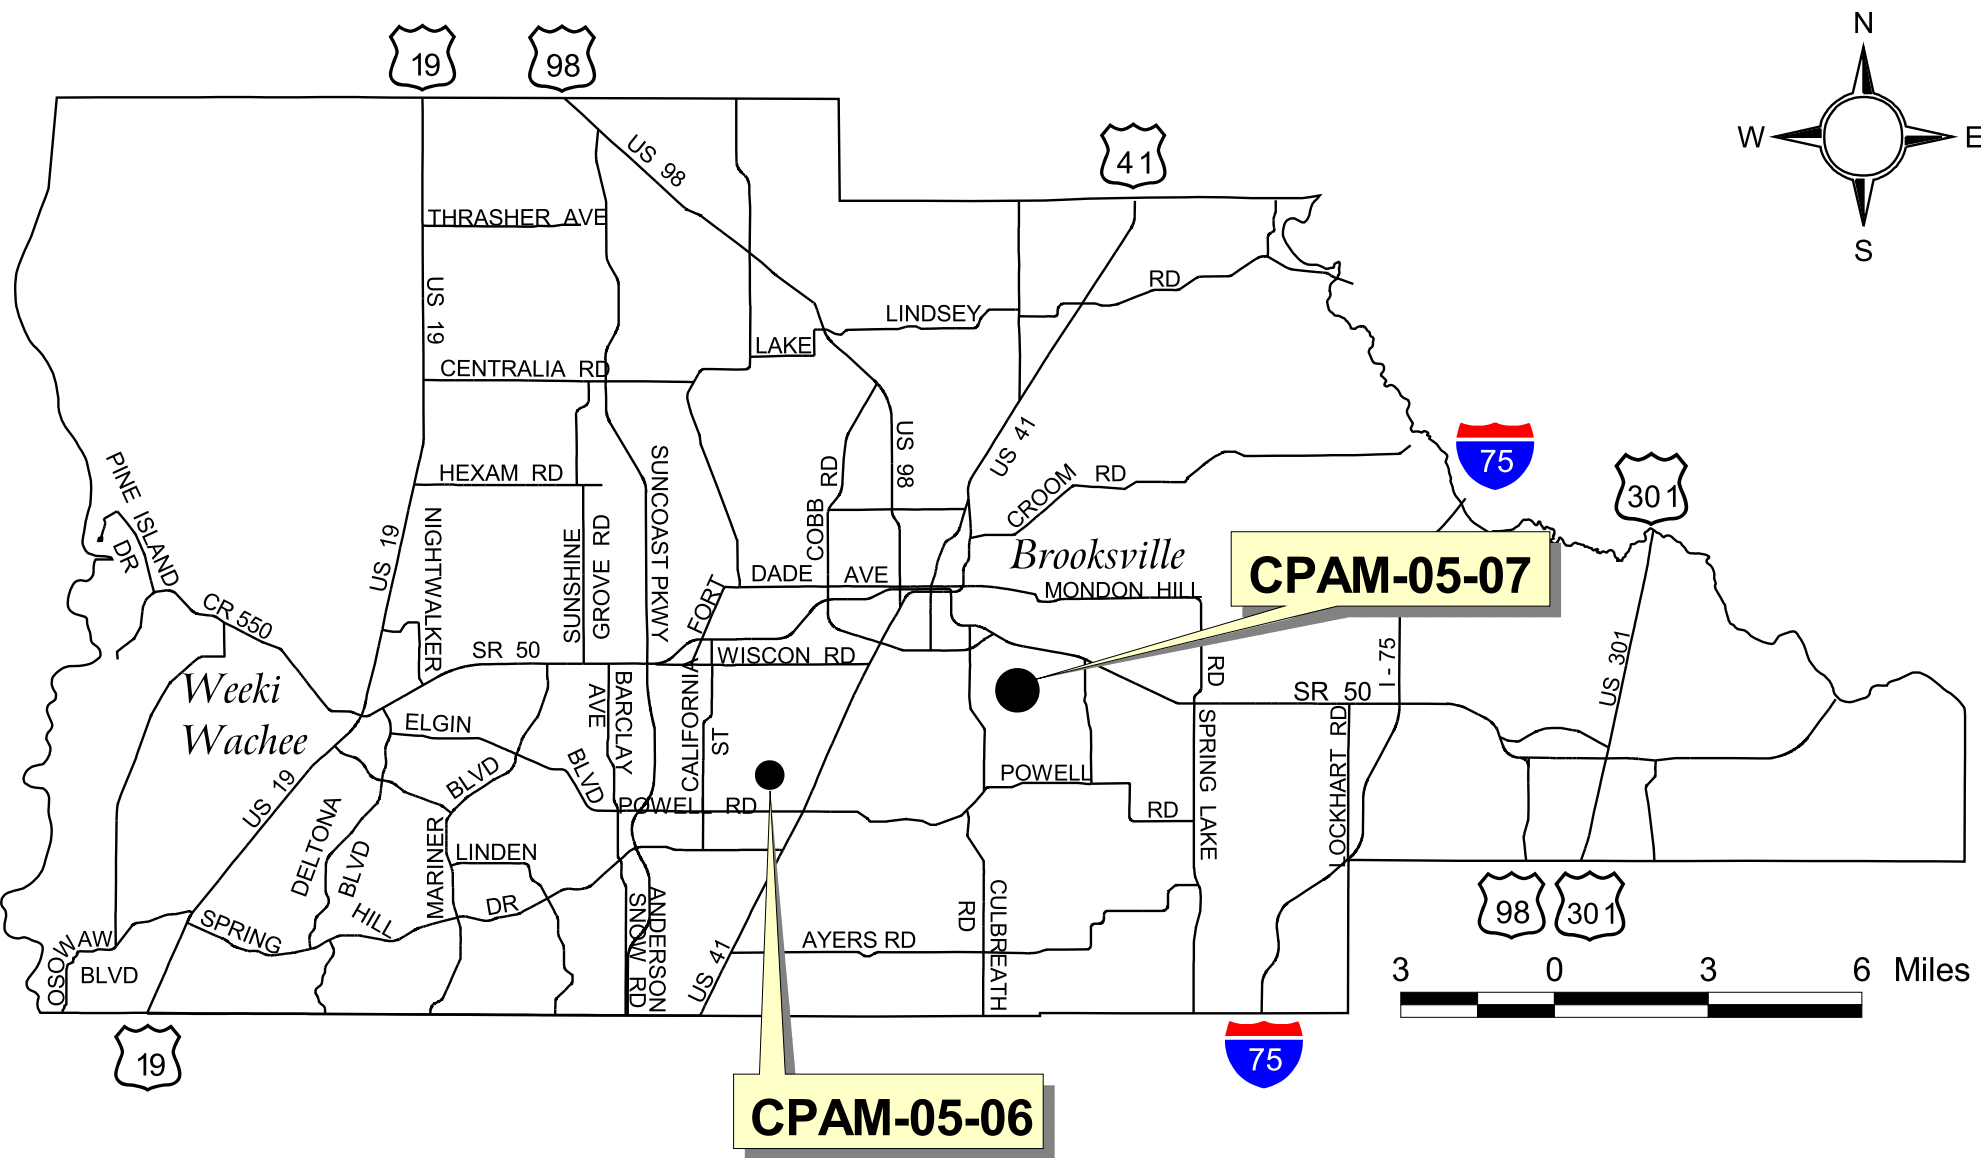 N
19
98
41
W
E
US 98
S
THRASHER AVE
US 19
RD
LINDSEY
LAKE
CENTRALIA RD
US 41
US 98
75
PINE ISLAND
DR
HEXAM RD
SUNCOAST PKWY
COBB
RD
CROOM RD
301
US 19
NIGHTWALKER
SUNSHINE
GROVE RD
Brooksville
CPAM-05-07
DADE AVE
MONDON HILL
RD
FORT
CR 550
SR 50
WISCON RD
I - 75
US 301
Weeki
Wachee
SR 50
ELGIN
BLVD
AVE
BARCLAY
CALIFORNIA
ST
SPRING LAKE
LOCKHART RD
US 19
BLVD
POWELL RD
POWELL
RD
DELTONA
BLVD
MARINER
LINDEN
98
301
SPRING
HILL
DR
SNOW RD
ANDERSON
US 41
AYERS RD
RD
CULBREATH
OSOWAW
BLVD
3 0 3 6 Miles
19
75
CPAM-05-06